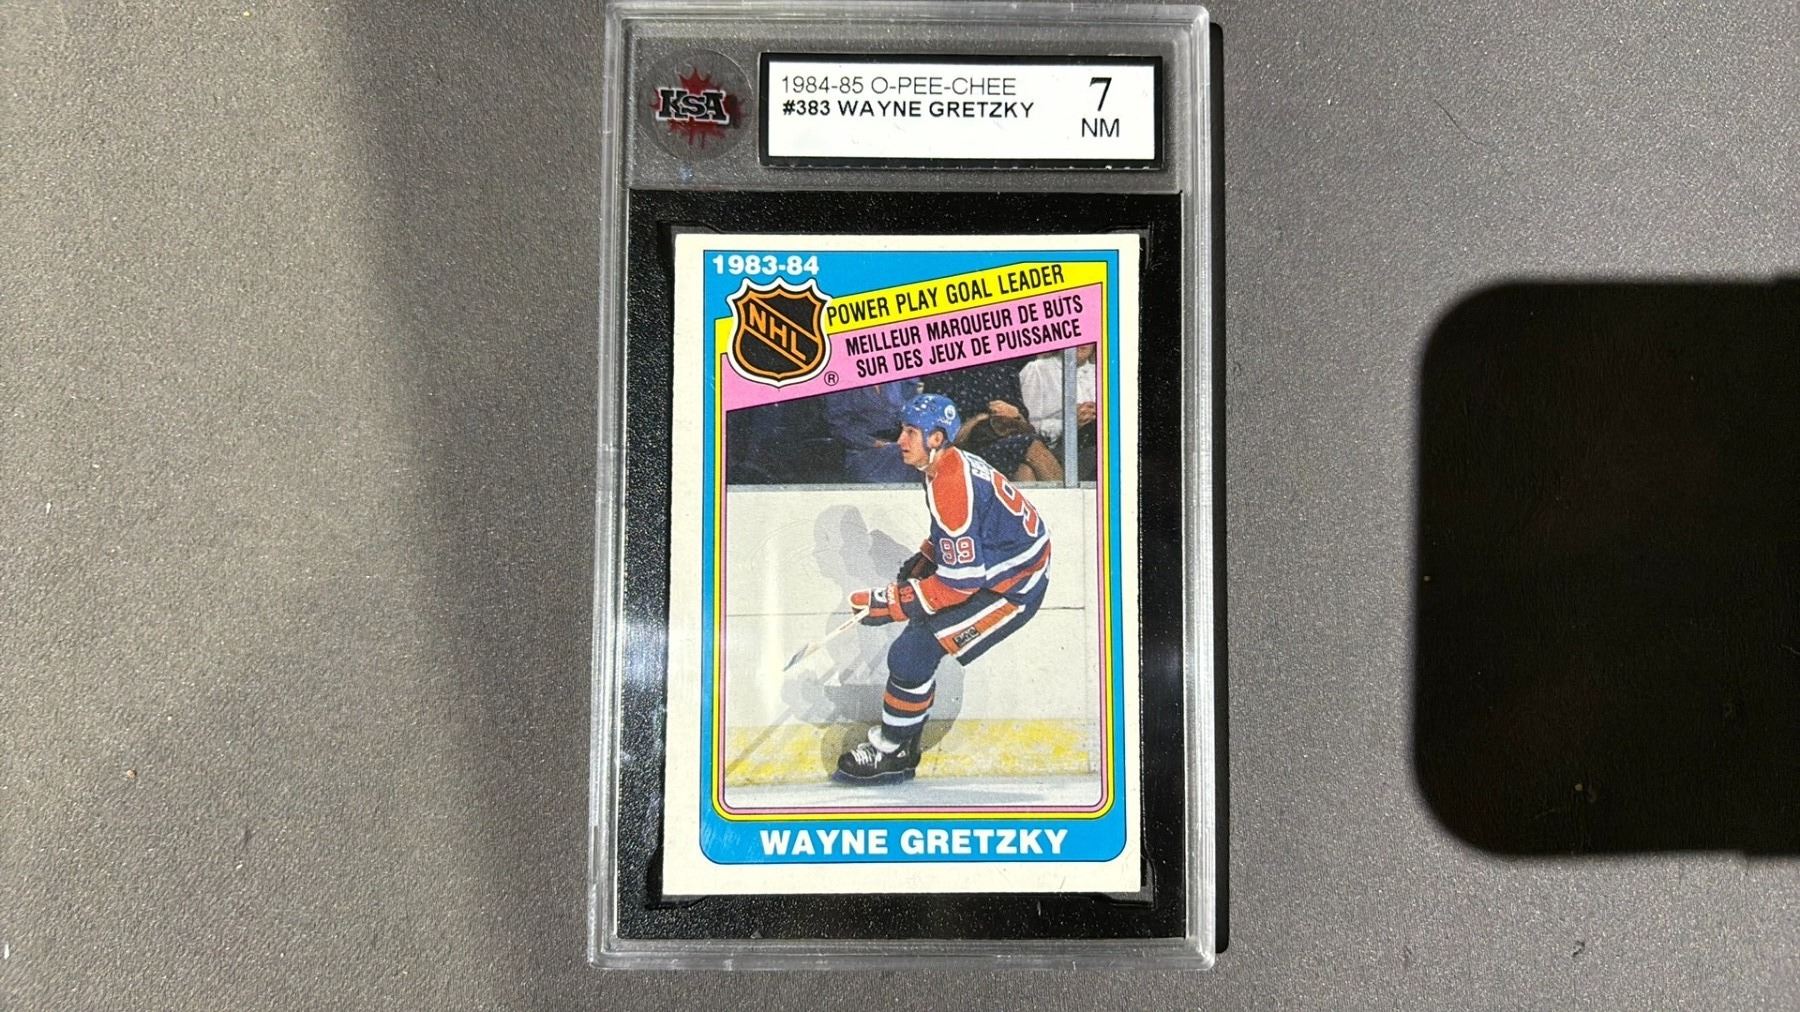 KSA
1984-85 O-PEE-CHEE
#383 WAYNE GRETZKY
7
NM
1983-84
NHL
®
POWER PLAY GOAL LEADER
MEILLEUR MARQUEUR DE BUTS
SUR DES JEUX DE PUISSANCE
99
99
WAYNE GRETZKY